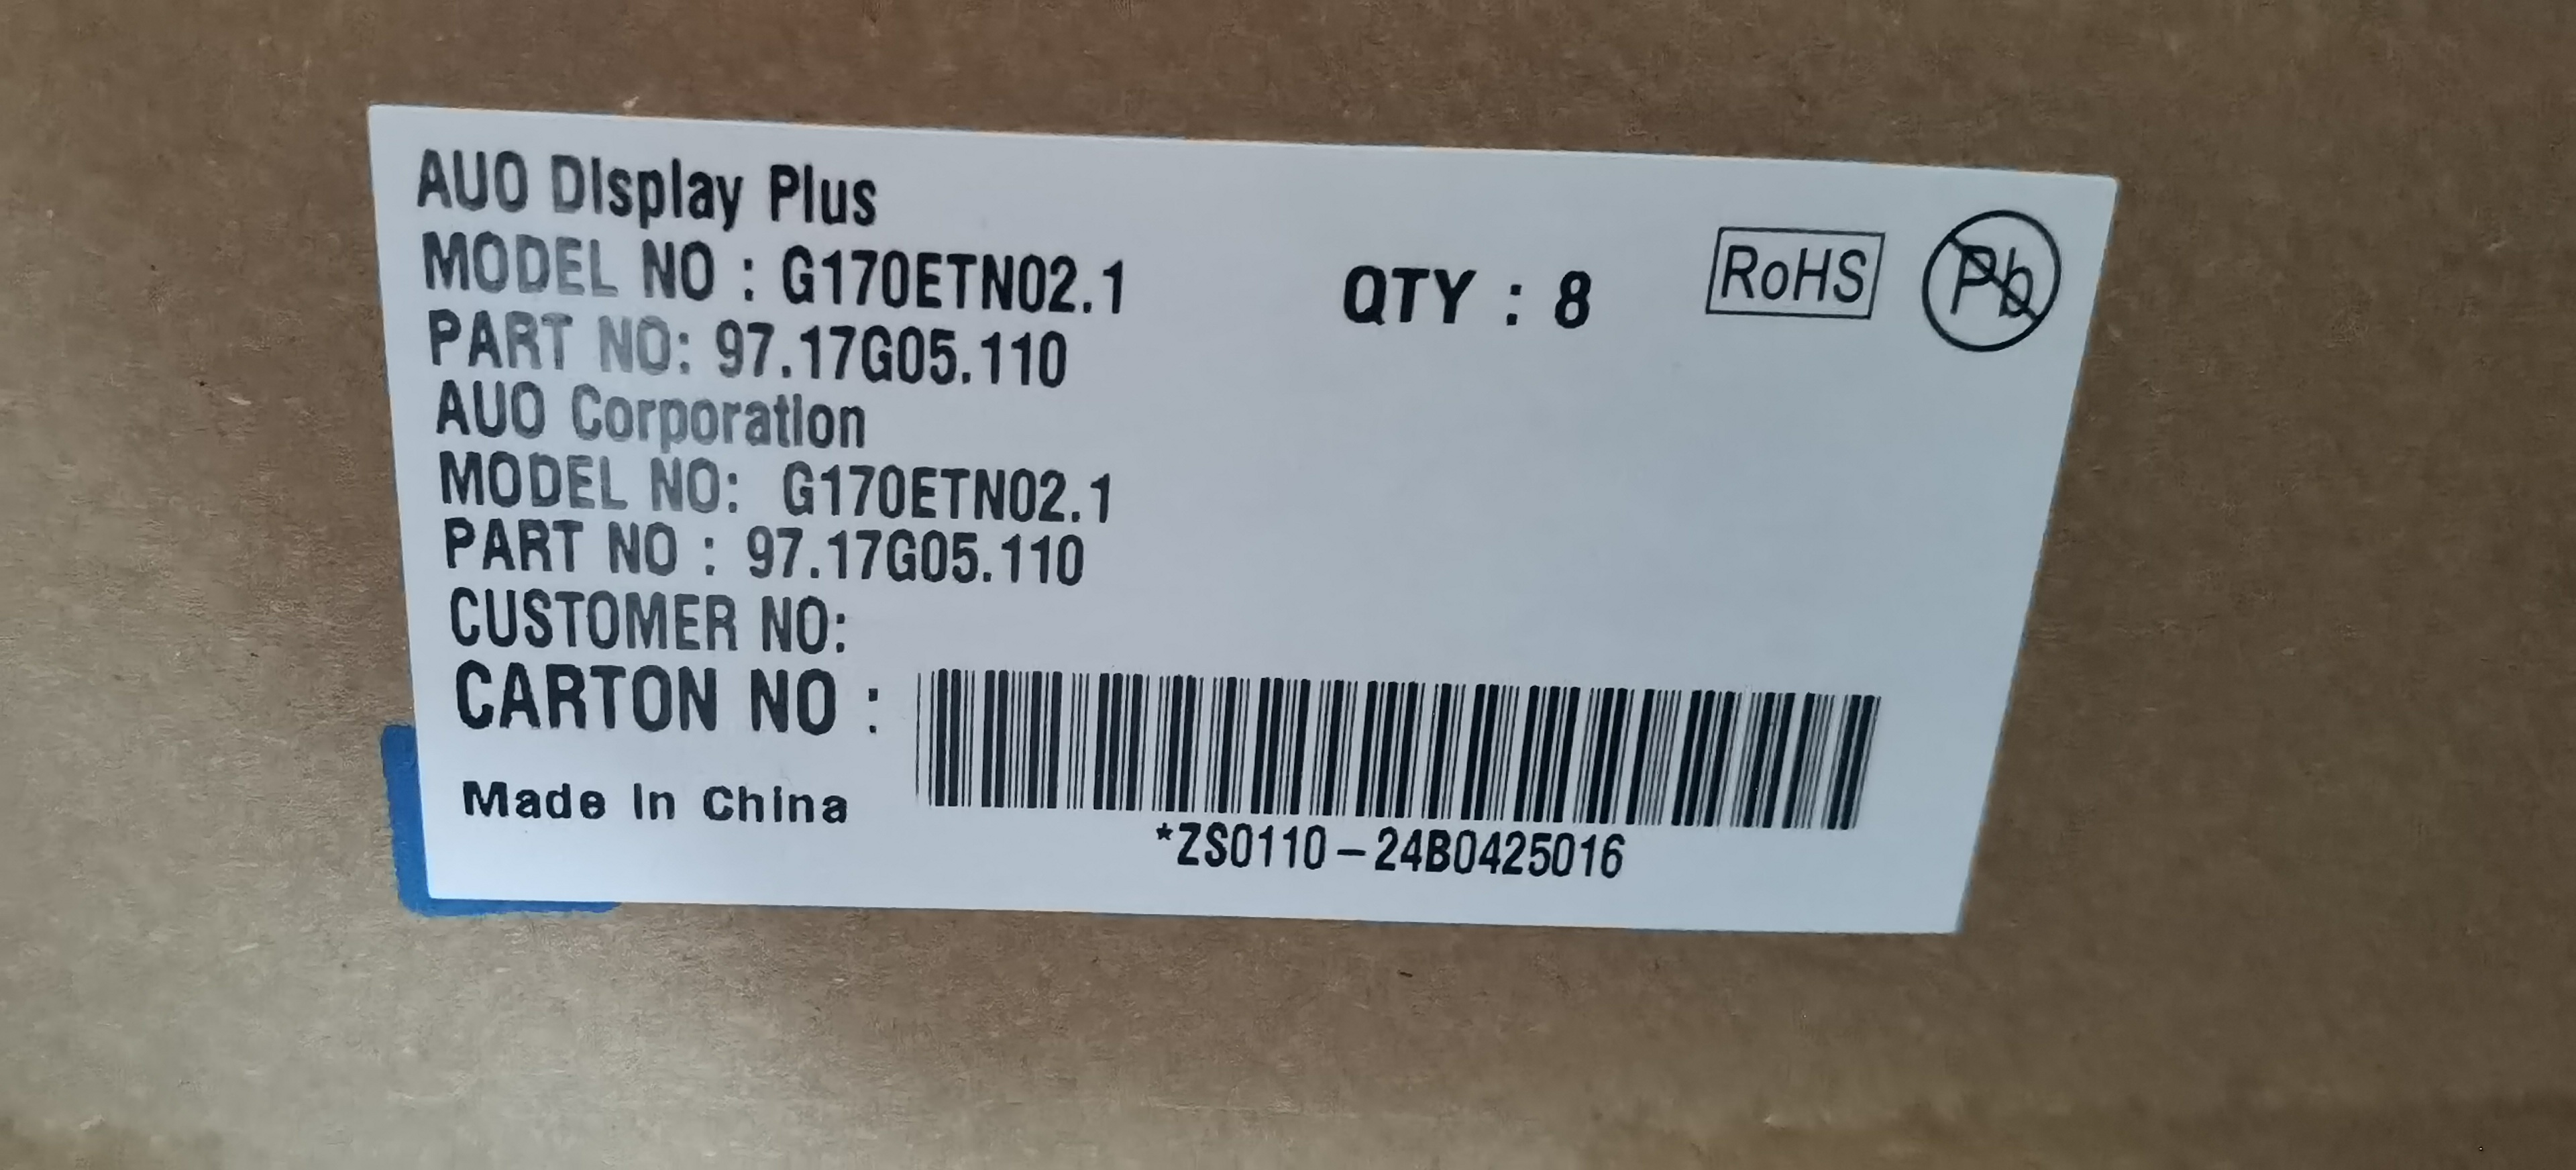 AUO Display Plus
MODEL NO : G170ETN02.1
QTY : 8
RoHS
Pb
PART NO: 97.17G05.110
AUO Corporation
MODEL NO: G170ETN02.1
PART NO : 97.17G05.110
CUSTOMER NO:
CARTON NO :
Made In China
*ZS0110-24B0425016